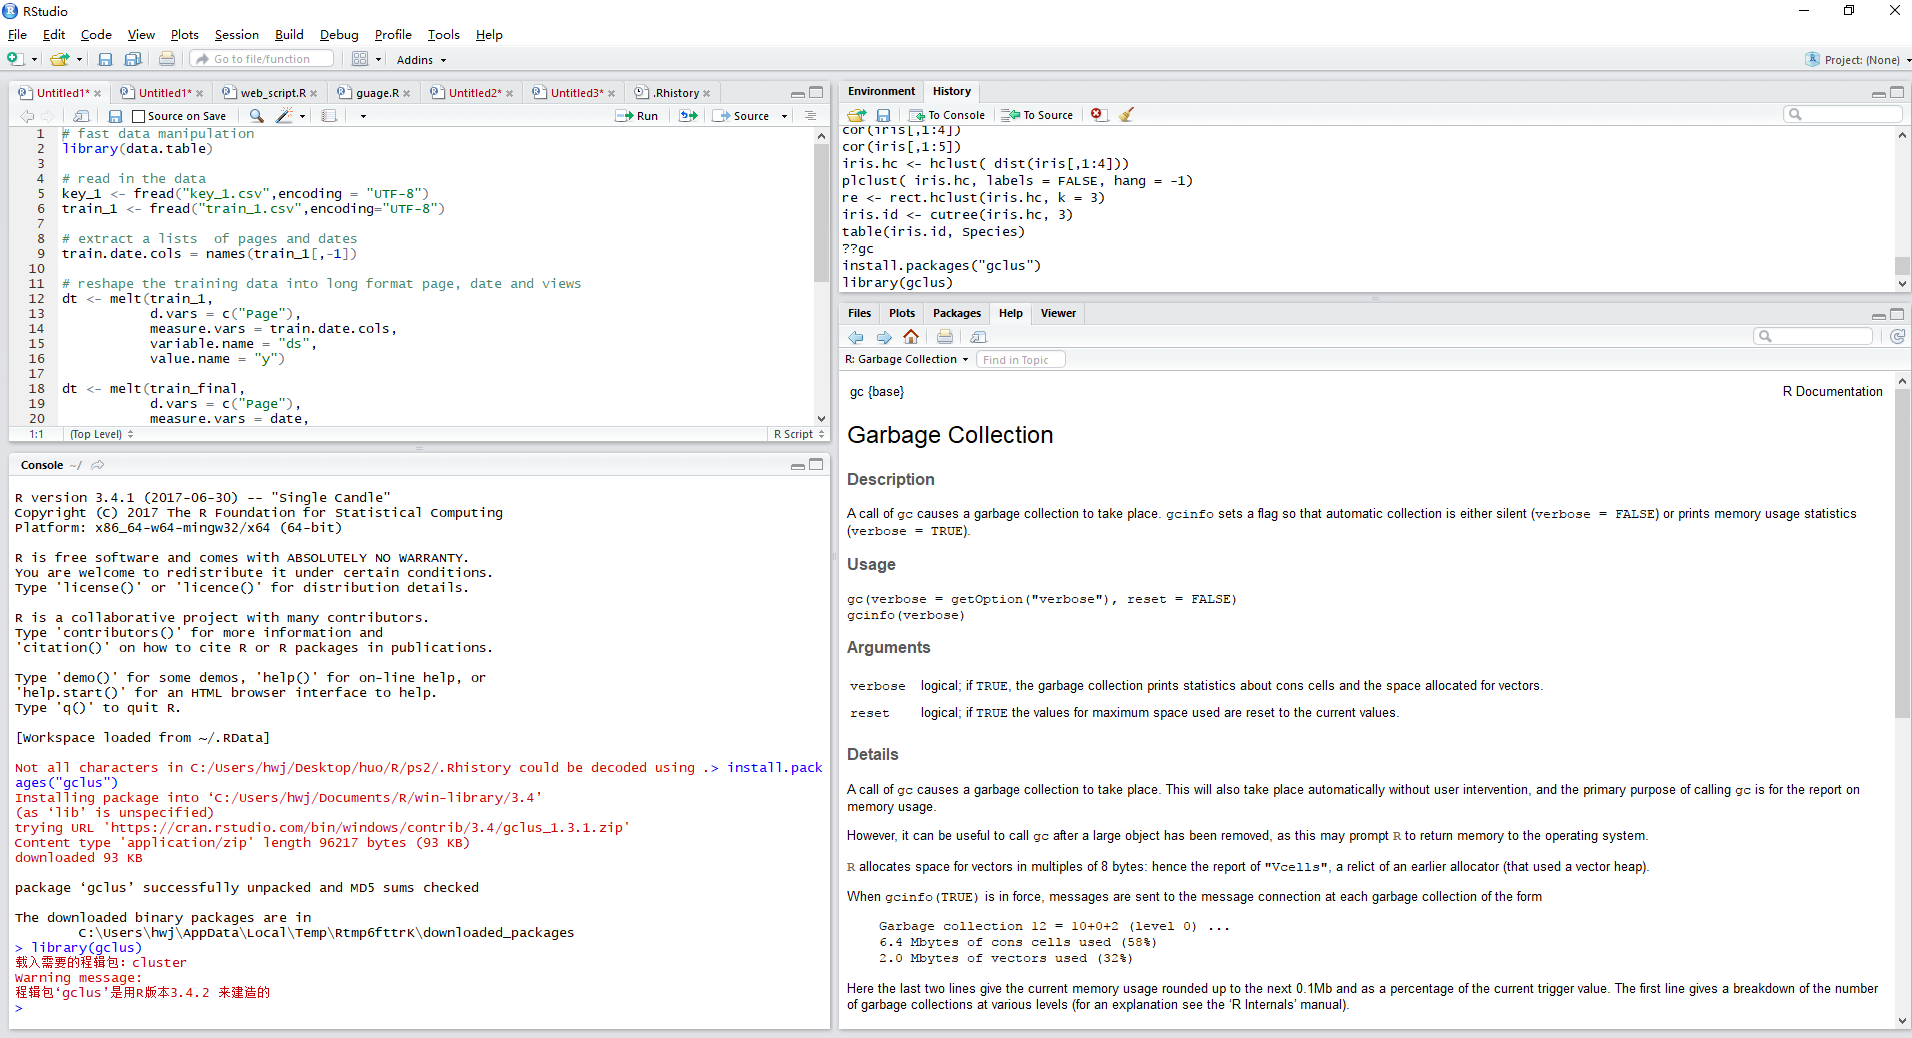 RStudio
File Edit Code View Plots Session Build Debug Profile Tools Help
Go to file/function Addins Project: (None)
Untitled1* Untitled1* web_script.R guage.R Untitled2* Untitled3* .Rhistory
Source on Save Run Source
1 # fast data manipulation
2 library(data.table)
3
4 # read in the data
5 key_1 <- fread("key_1.csv",encoding = "UTF-8")
6 train_1 <- fread("train_1.csv",encoding="UTF-8")
7
8 # extract a lists  of pages and dates
9 train.date.cols = names(train_1[,-1])
10
11 # reshape the training data into long format page, date and views
12 dt <- melt(train_1,
13 d.vars = c("Page"),
14 measure.vars = train.date.cols,
15 variable.name = "ds",
16 value.name = "y")
17
18 dt <- melt(train_final,
19 d.vars = c("Page"),
20 measure.vars = date,
1:1 (Top Level) R Script
Console ~/
R version 3.4.1 (2017-06-30) -- "Single Candle"
Copyright (C) 2017 The R Foundation for Statistical Computing
Platform: x86_64-w64-mingw32/x64 (64-bit)
R is free software and comes with ABSOLUTELY NO WARRANTY.
You are welcome to redistribute it under certain conditions.
Type 'license()' or 'licence()' for distribution details.
R is a collaborative project with many contributors.
Type 'contributors()' for more information and
'citation()' on how to cite R or R packages in publications.
Type 'demo()' for some demos, 'help()' for on-line help, or
'help.start()' for an HTML browser interface to help.
Type 'q()' to quit R.
[Workspace loaded from ~/.RData]
Not all characters in C:/Users/hwj/Desktop/huo/R/ps2/.Rhistory could be decoded using .> install.pack
ages("gclus")
Installing package into ‘C:/Users/hwj/Documents/R/win-library/3.4’
(as ‘lib’ is unspecified)
trying URL 'https://cran.rstudio.com/bin/windows/contrib/3.4/gclus_1.3.1.zip'
Content type 'application/zip' length 96217 bytes (93 KB)
downloaded 93 KB
package ‘gclus’ successfully unpacked and MD5 sums checked
The downloaded binary packages are in
C:\Users\hwj\AppData\Local\Temp\Rtmp6fttrK\downloaded_packages
> library(gclus)
载入需要的程辑包：cluster
Warning message:
程辑包‘gclus’是用R版本3.4.2 来建造的
>
Environment History
To Console To Source
cor(iris[,1:4])
cor(iris[,1:5])
iris.hc <- hclust( dist(iris[,1:4]))
plclust( iris.hc, labels = FALSE, hang = -1)
re <- rect.hclust(iris.hc, k = 3)
iris.id <- cutree(iris.hc, 3)
table(iris.id, Species)
??gc
install.packages("gclus")
library(gclus)
Files Plots Packages Help Viewer
R: Garbage Collection Find in Topic
gc {base} R Documentation
Garbage Collection
Description
A call of gc causes a garbage collection to take place. gcinfo sets a flag so that automatic collection is either silent (verbose = FALSE) or prints memory usage statistics
(verbose = TRUE).
Usage
gc(verbose = getOption("verbose"), reset = FALSE)
gcinfo(verbose)
Arguments
verbose logical; if TRUE, the garbage collection prints statistics about cons cells and the space allocated for vectors.
reset logical; if TRUE the values for maximum space used are reset to the current values.
Details
A call of gc causes a garbage collection to take place. This will also take place automatically without user intervention, and the primary purpose of calling gc is for the report on
memory usage.
However, it can be useful to call gc after a large object has been removed, as this may prompt R to return memory to the operating system.
R allocates space for vectors in multiples of 8 bytes: hence the report of "Vcells", a relict of an earlier allocator (that used a vector heap).
When gcinfo(TRUE) is in force, messages are sent to the message connection at each garbage collection of the form
Garbage collection 12 = 10+0+2 (level 0) ...
6.4 Mbytes of cons cells used (58%)
2.0 Mbytes of vectors used (32%)
Here the last two lines give the current memory usage rounded up to the next 0.1Mb and as a percentage of the current trigger value. The first line gives a breakdown of the number
of garbage collections at various levels (for an explanation see the ‘R Internals’ manual).